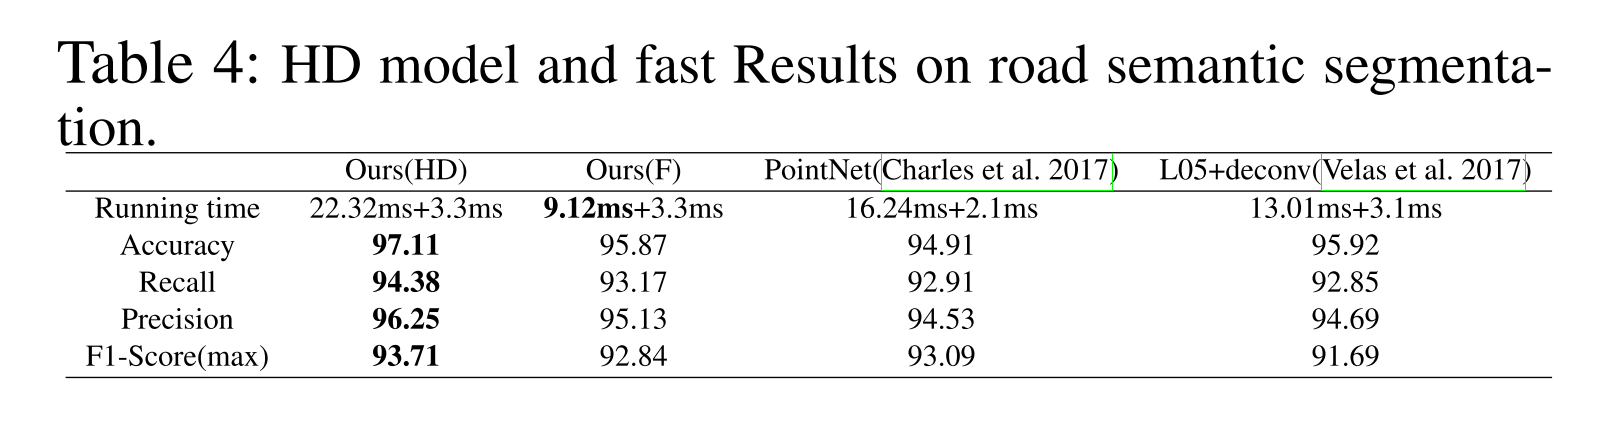 Table 4: HD model and fast Results on road semantic segmenta-
tion.
Ours(HD) Ours(F) PointNet(Charles et al. 2017) L05+deconv(Velas et al. 2017)
Running time 22.32ms+3.3ms 9.12ms+3.3ms 16.24ms+2.1ms 13.01ms+3.1ms
Accuracy 97.11 95.87 94.91 95.92
Recall 94.38 93.17 92.91 92.85
Precision 96.25 95.13 94.53 94.69
F1-Score(max) 93.71 92.84 93.09 91.69